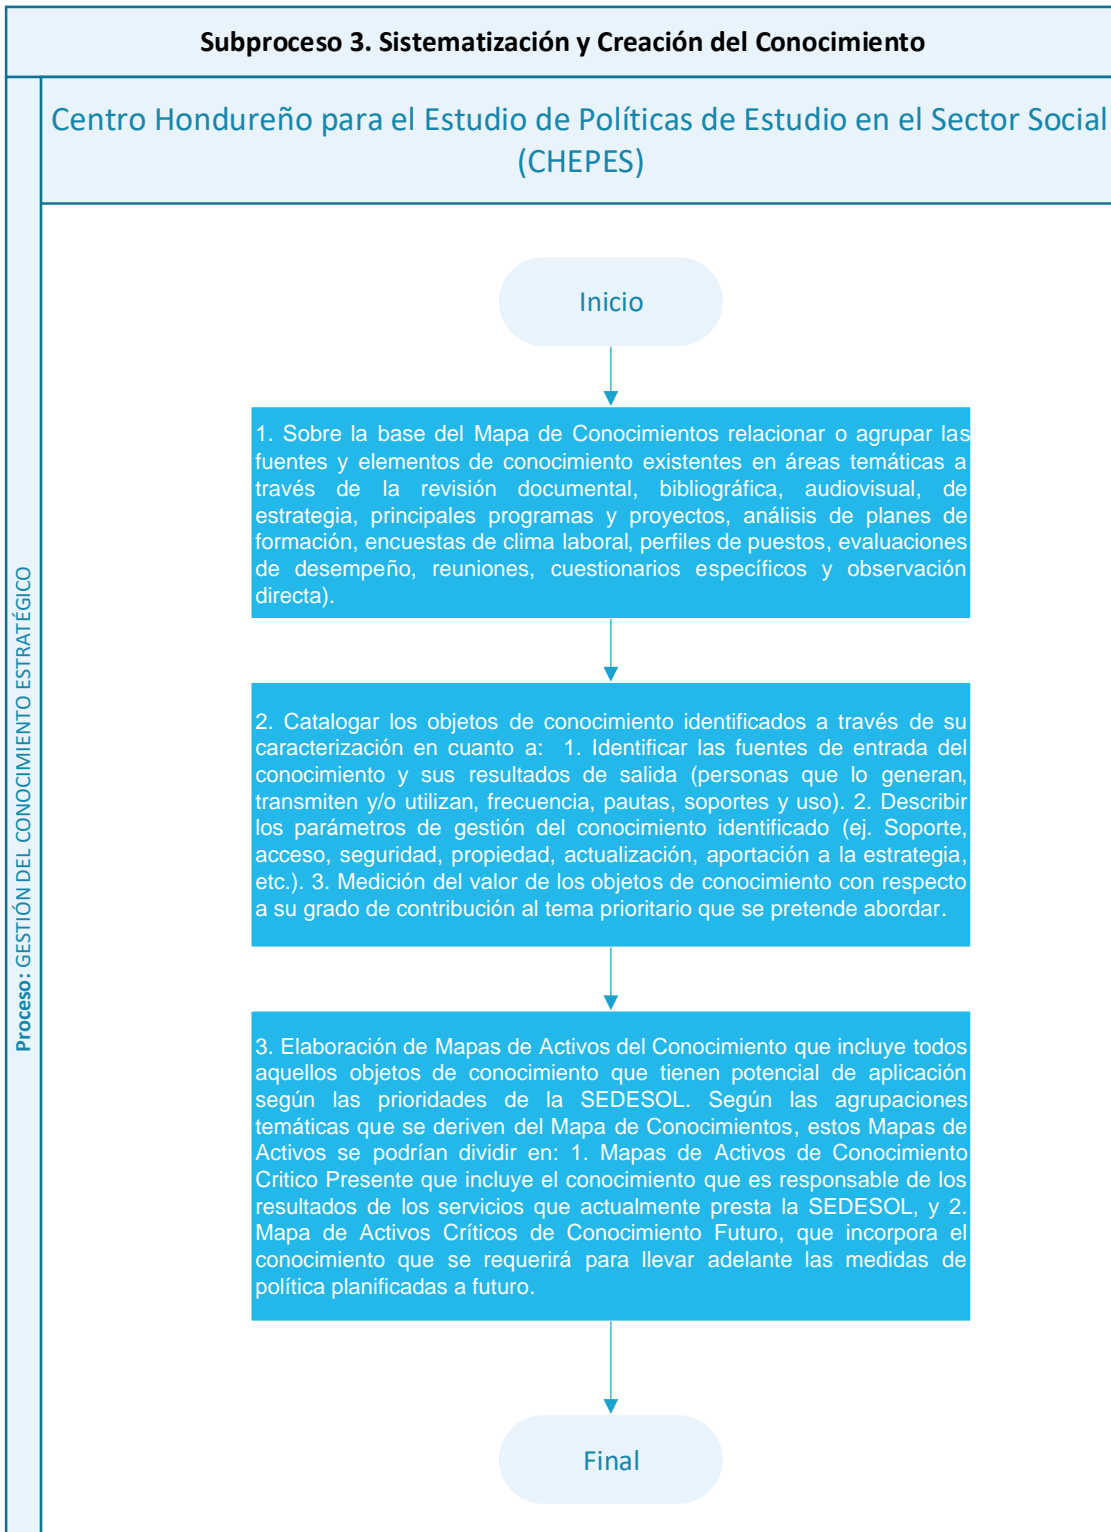 Subproceso 3. Sistematización y Creación del Conocimiento
Centro Hondureño para el Estudio de Políticas de Estudio en el Sector Social
(CHEPES)
Proceso: GESTIÓN DEL CONOCIMIENTO ESTRATÉGICO
Inicio
1. Sobre la base del Mapa de Conocimientos relacionar o agrupar las
fuentes y elementos de conocimiento existentes en áreas temáticas a
través de la revisión documental, bibliográfica, audiovisual, de
estrategia, principales programas y proyectos, análisis de planes de
formación, encuestas de clima laboral, perfiles de puestos, evaluaciones
de desempeño, reuniones, cuestionarios específicos y observación
directa).
2. Catalogar los objetos de conocimiento identificados a través de su
caracterización en cuanto a: 1. Identificar las fuentes de entrada del
conocimiento y sus resultados de salida (personas que lo generan,
transmiten y/o utilizan, frecuencia, pautas, soportes y uso). 2. Describir
los parámetros de gestión del conocimiento identificado (ej. Soporte,
acceso, seguridad, propiedad, actualización, aportación a la estrategia,
etc.). 3. Medición del valor de los objetos de conocimiento con respecto
a su grado de contribución al tema prioritario que se pretende abordar.
3. Elaboración de Mapas de Activos del Conocimiento que incluye todos
aquellos objetos de conocimiento que tienen potencial de aplicación
según las prioridades de la SEDESOL. Según las agrupaciones
temáticas que se deriven del Mapa de Conocimientos, estos Mapas de
Activos se podrían dividir en: 1. Mapas de Activos de Conocimiento
Critico Presente que incluye el conocimiento que es responsable de los
resultados de los servicios que actualmente presta la SEDESOL, y 2.
Mapa de Activos Críticos de Conocimiento Futuro, que incorpora el
conocimiento que se requerirá para llevar adelante las medidas de
política planificadas a futuro.
Final